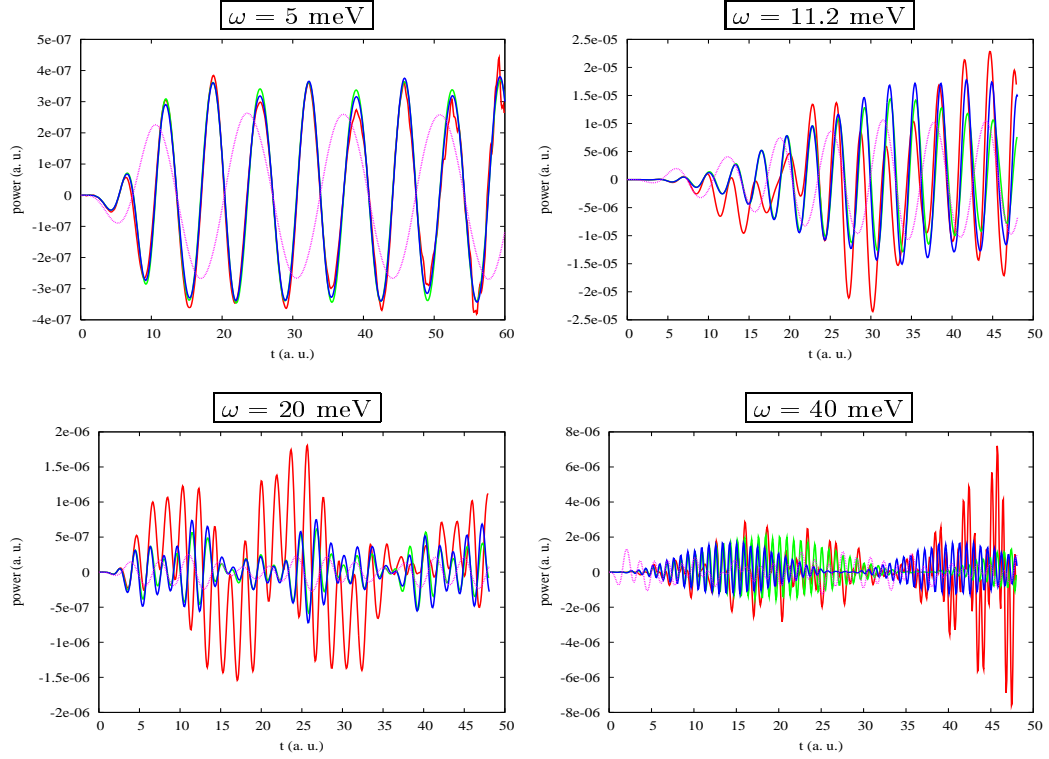 ω = 5 meV
5e-07
4e-07
3e-07
2e-07
1e-07
0
-1e-07
-2e-07
-3e-07
-4e-07
power (a. u.)
0 10 20 30 40 50 60
t (a. u.)
ω = 11.2 meV
2.5e-05
2e-05
1.5e-05
1e-05
5e-06
0
-5e-06
-1e-05
-1.5e-05
-2e-05
-2.5e-05
power (a. u.)
0 5 10 15 20 25 30 35 40 45 50
t (a. u.)
ω = 20 meV
2e-06
1.5e-06
1e-06
5e-07
0
-5e-07
-1e-06
-1.5e-06
-2e-06
power (a. u.)
0 5 10 15 20 25 30 35 40 45 50
t (a. u.)
ω = 40 meV
8e-06
6e-06
4e-06
2e-06
0
-2e-06
-4e-06
-6e-06
-8e-06
power (a. u.)
0 5 10 15 20 25 30 35 40 45 50
t (a. u.)